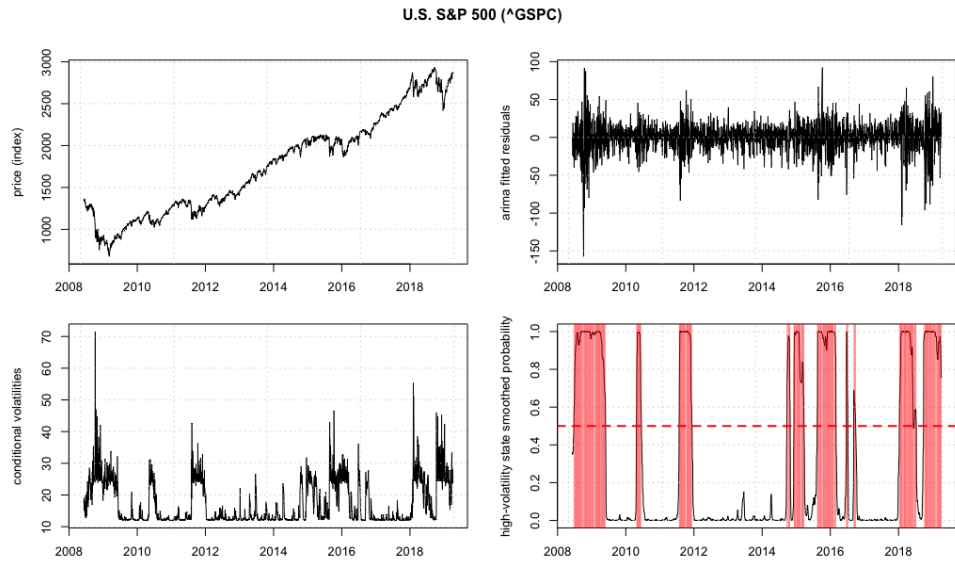 U.S. S&P 500 (^GSPC)
price (index)
3000
2500
2000
1500
1000
2008 2010 2012 2014 2016 2018
arima fitted residuals
100
50
0
-50
-100
-150
2008 2010 2012 2014 2016 2018
conditional volatilities
70
60
50
40
30
20
10
2008 2010 2012 2014 2016 2018
high-volatility state smoothed probability
1.0
0.8
0.6
0.4
0.2
0.0
2008 2010 2012 2014 2016 2018